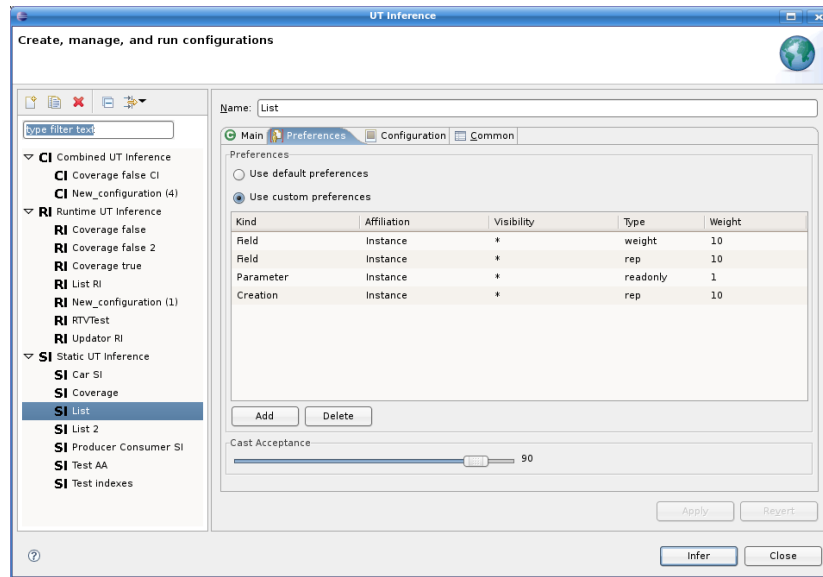 UT Inference
Create, manage, and run configurations
type filter text
CI Combined UT Inference
CI Coverage false CI
CI New_configuration (4)
RI Runtime UT Inference
RI Coverage false
RI Coverage false 2
RI Coverage true
RI List RI
RI New_configuration (1)
RI RTVTest
RI Updator RI
SI Static UT Inference
SI Car SI
SI Coverage
SI List
SI List 2
SI Producer Consumer SI
SI Test AA
SI Test indexes
Name: List
Main Preferences Configuration Common
Preferences
Use default preferences
Use custom preferences
Kind Affiliation Visibility Type Weight
Field Instance * weight 10
Field Instance * rep 10
Parameter Instance * readonly 1
Creation Instance * rep 10
Add Delete
Cast Acceptance
90
Apply Revert
? Infer Close